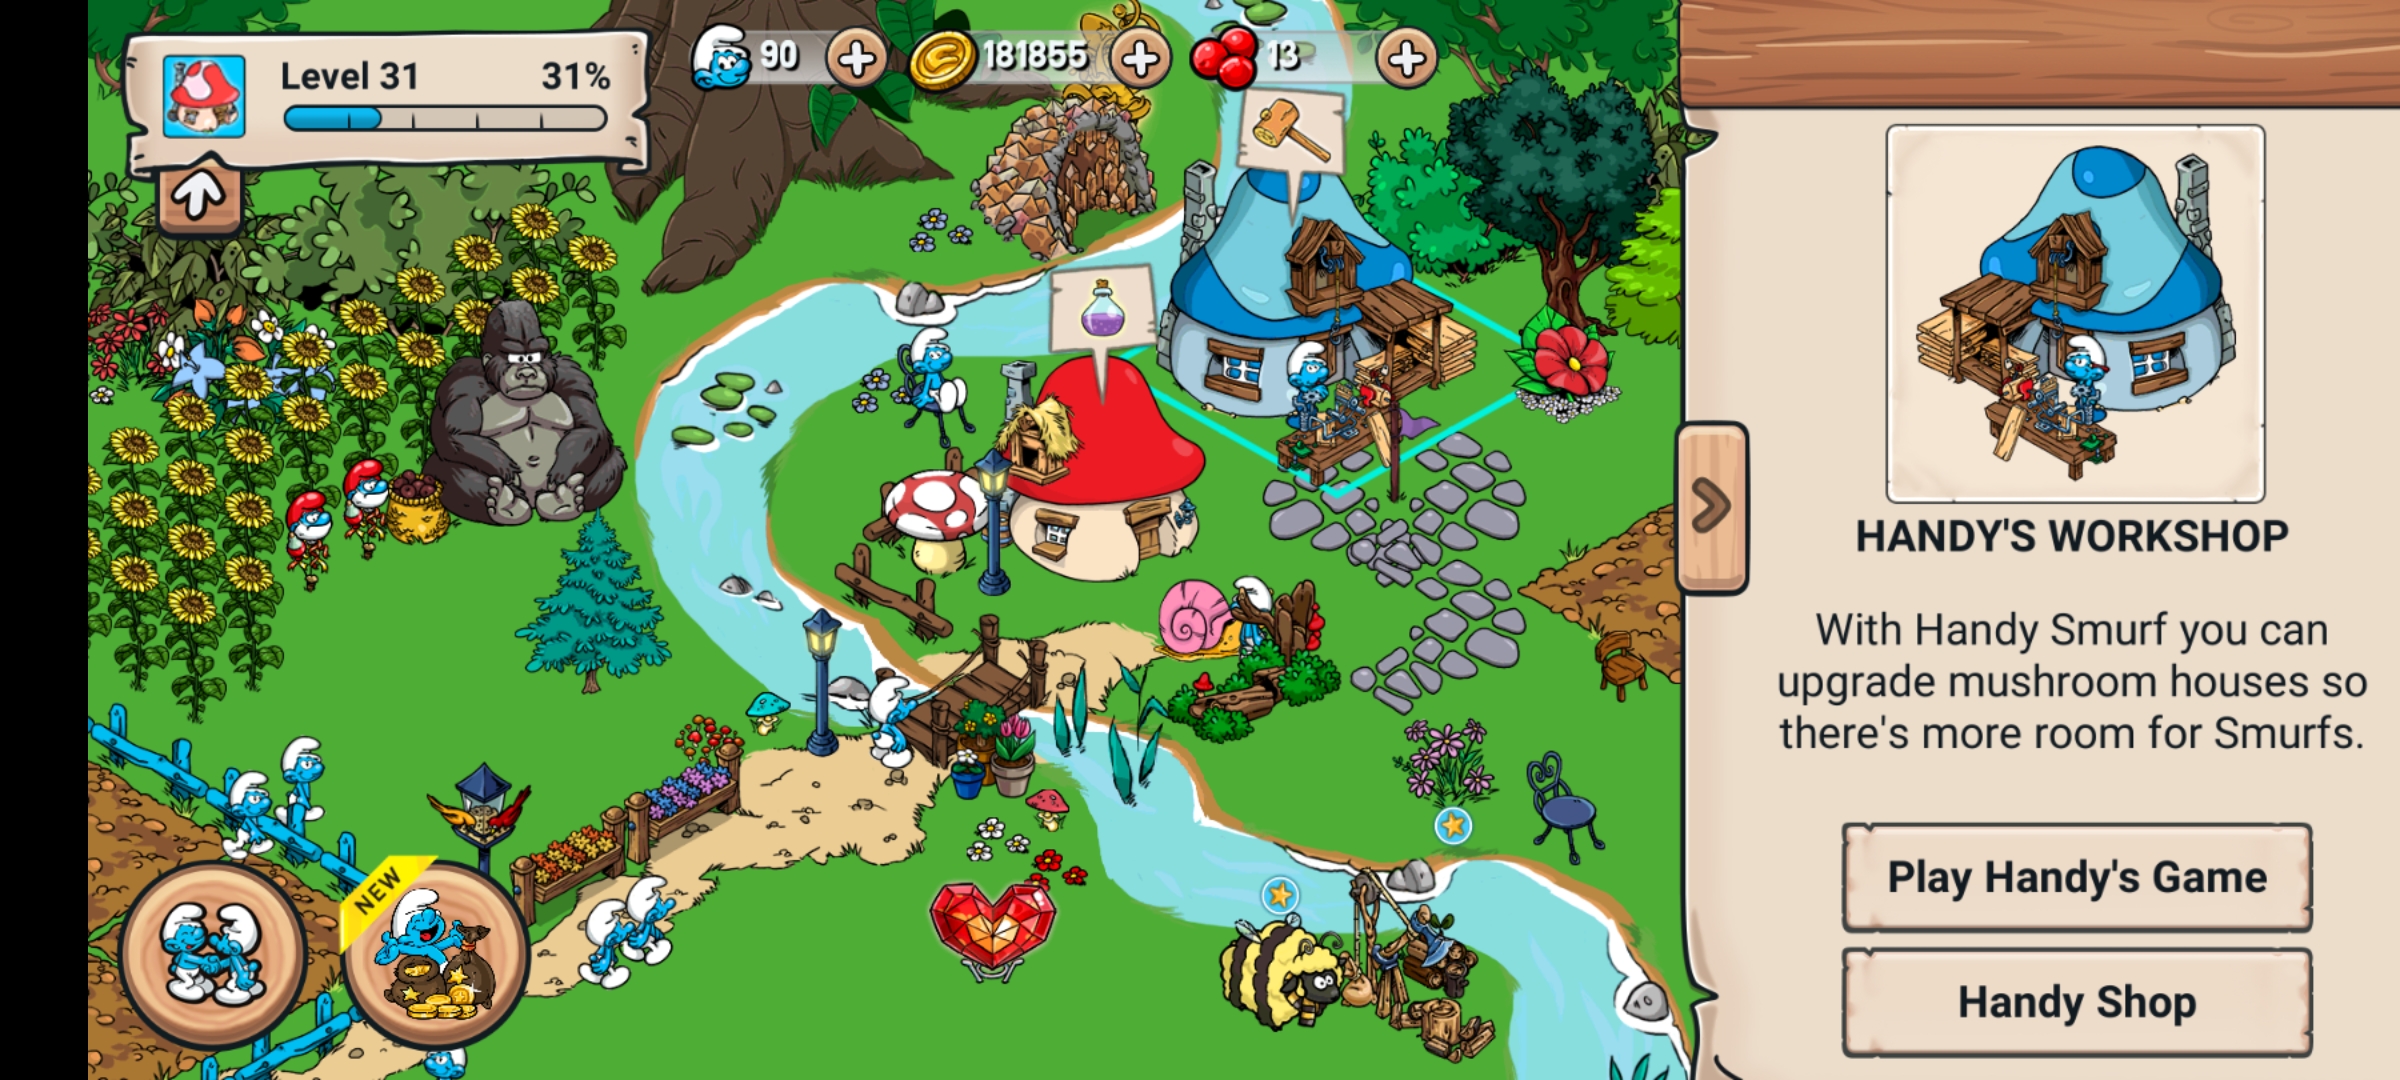 Level 31 31%
90
181855
13
NEW
HANDY'S WORKSHOP
With Handy Smurf you can
upgrade mushroom houses so
there's more room for Smurfs.
Play Handy's Game
Handy Shop